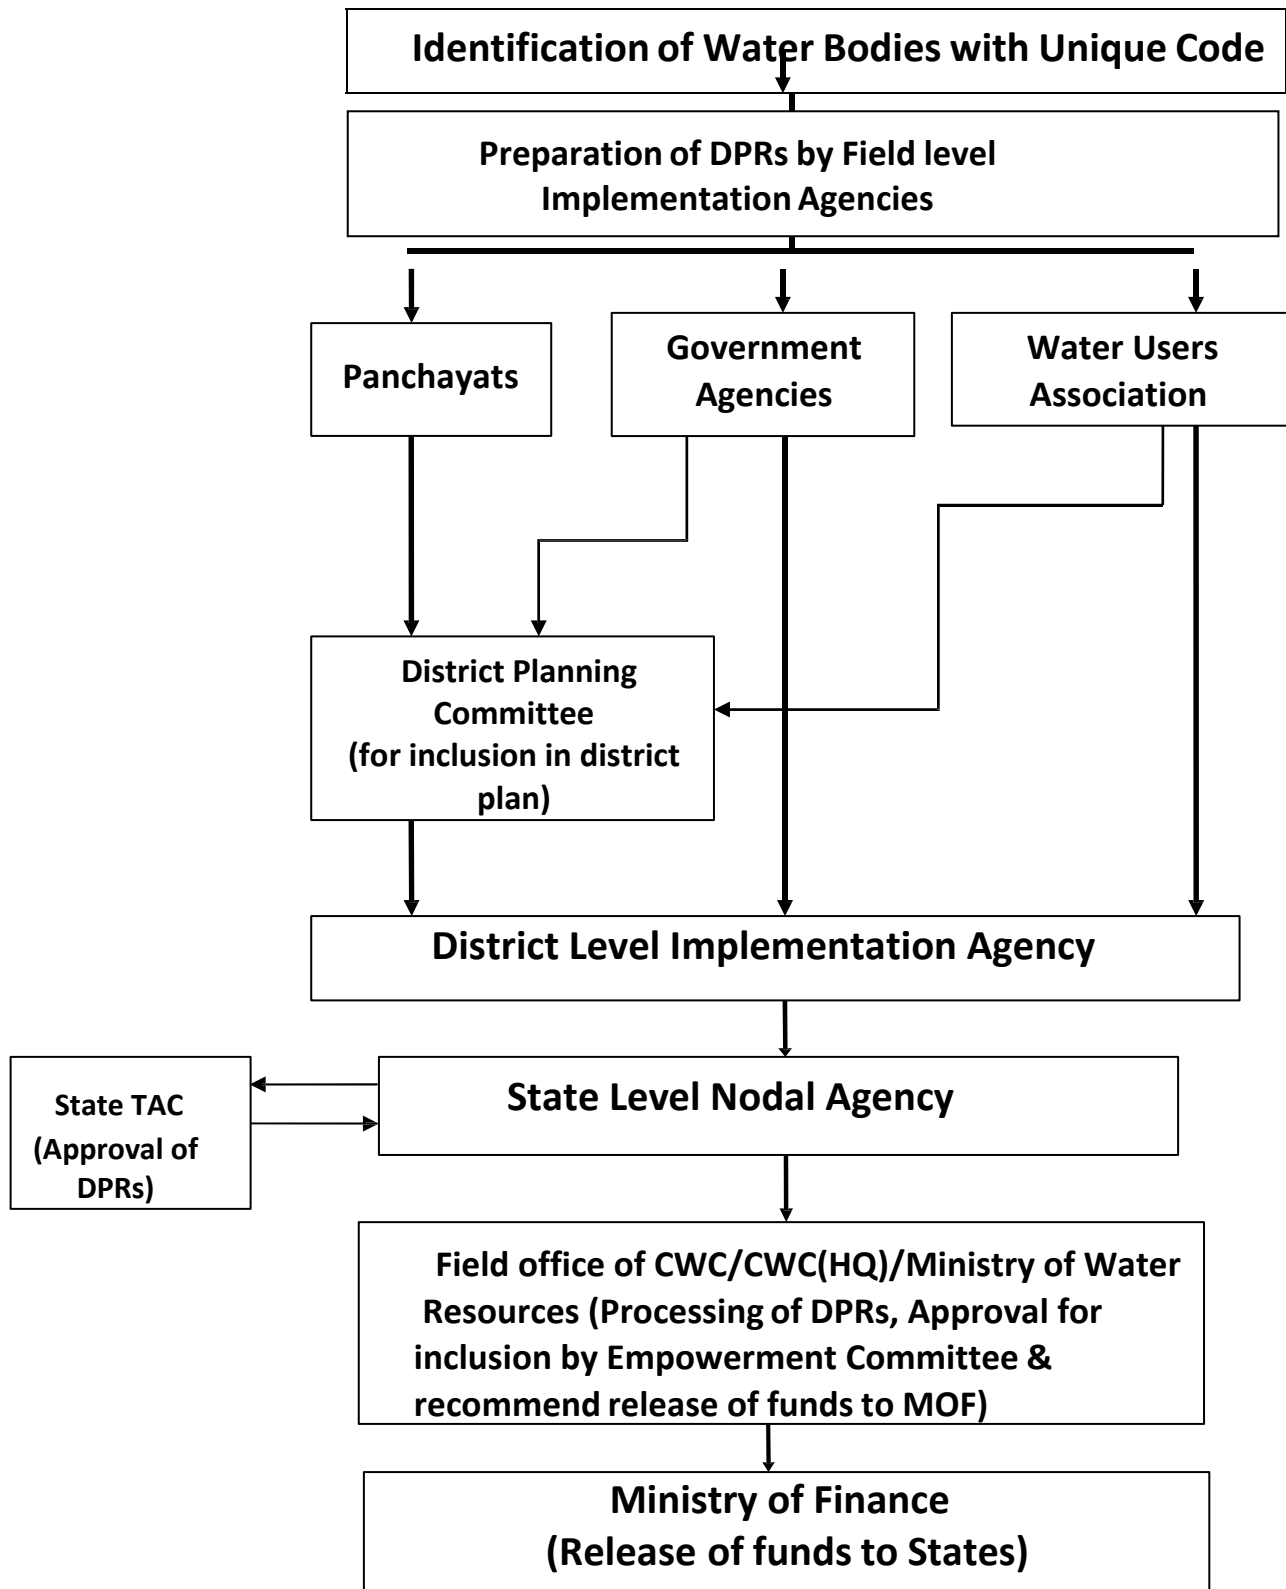 Identification of Water Bodies with Unique Code
Preparation of DPRs by Field level
Implementation Agencies
Panchayats
Government
Agencies
Water Users
Association
District Planning
Committee
(for inclusion in district
plan)
District Level Implementation Agency
State TAC
(Approval of
DPRs)
State Level Nodal Agency
Field office of CWC/CWC(HQ)/Ministry of Water
Resources (Processing of DPRs, Approval for
inclusion by Empowerment Committee &
recommend release of funds to MOF)
Ministry of Finance
(Release of funds to States)